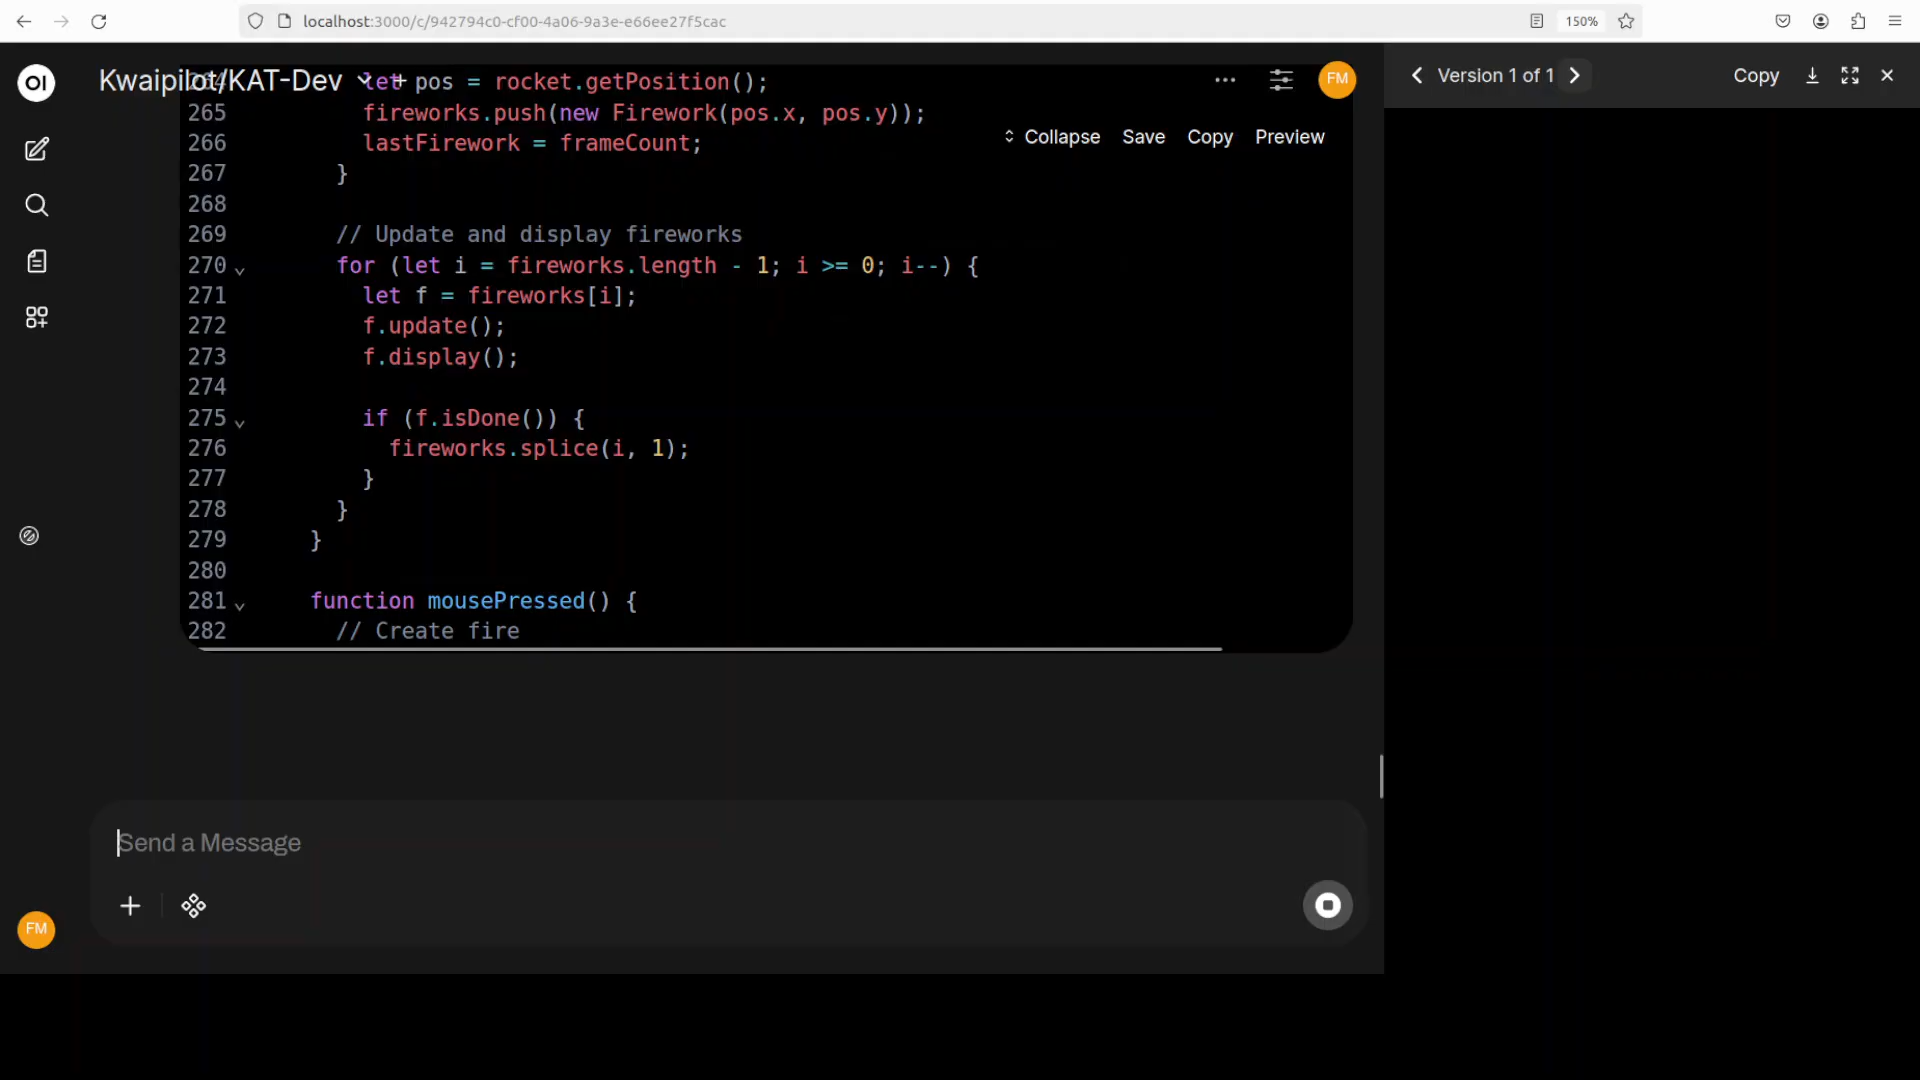 localhost:3000/c/942794c0-cf00-4a06-9a3e-e66ee27f5cac
150%
OI
Kwaipilot/KAT-Dev
FM
Version 1 of 1
Copy
264 let pos = rocket.getPosition();
265 fireworks.push(new Firework(pos.x, pos.y));
Collapse Save Copy Preview
266 lastFirework = frameCount;
267 }
268
269 // Update and display fireworks
270 for (let i = fireworks.length - 1; i >= 0; i--) {
271 let f = fireworks[i];
272 f.update();
273 f.display();
274
275 if (f.isDone()) {
276 fireworks.splice(i, 1);
277 }
278 }
279 }
280
281 function mousePressed() {
282 // Create fire
Send a Message
FM